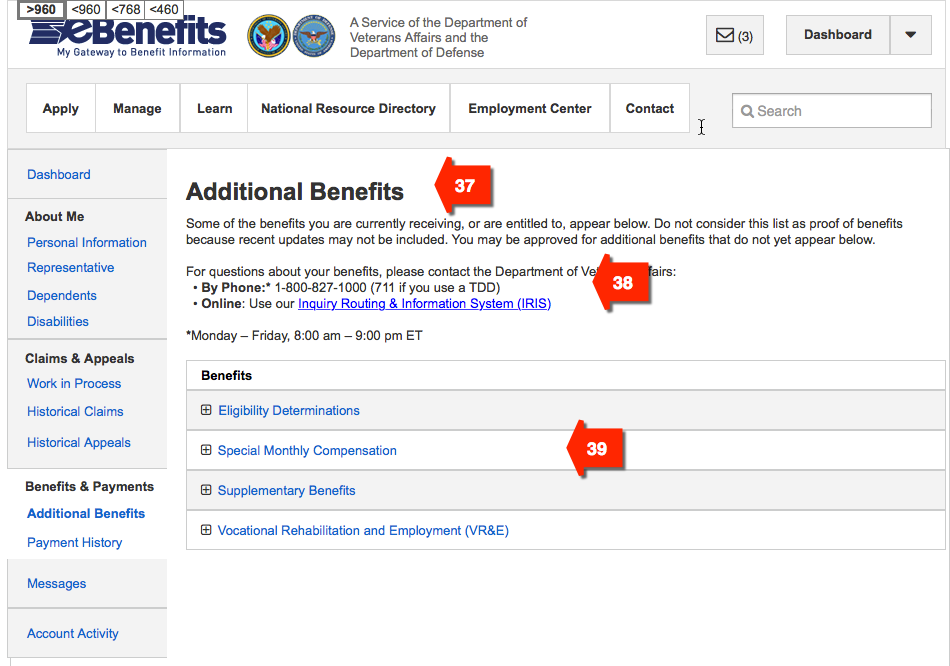 >960 <960 <768 <460
eBenefits
My Gateway to Benefit Information
A Service of the Department of
Veterans Affairs and the
Department of Defense
(3)
Dashboard
Apply Manage Learn National Resource Directory Employment Center Contact
Search
Dashboard
About Me
Personal Information
Representative
Dependents
Disabilities
Claims & Appeals
Work in Process
Historical Claims
Historical Appeals
Benefits & Payments
Additional Benefits
Payment History
Messages
Account Activity
Additional Benefits
37
Some of the benefits you are currently receiving, or are entitled to, appear below. Do not consider this list as proof of benefits
because recent updates may not be included. You may be approved for additional benefits that do not yet appear below.
For questions about your benefits, please contact the Department of Ve fairs:
38
• By Phone:* 1-800-827-1000 (711 if you use a TDD)
• Online: Use our Inquiry Routing & Information System (IRIS)
*Monday – Friday, 8:00 am – 9:00 pm ET
Benefits
Eligibility Determinations
Special Monthly Compensation
39
Supplementary Benefits
Vocational Rehabilitation and Employment (VR&E)